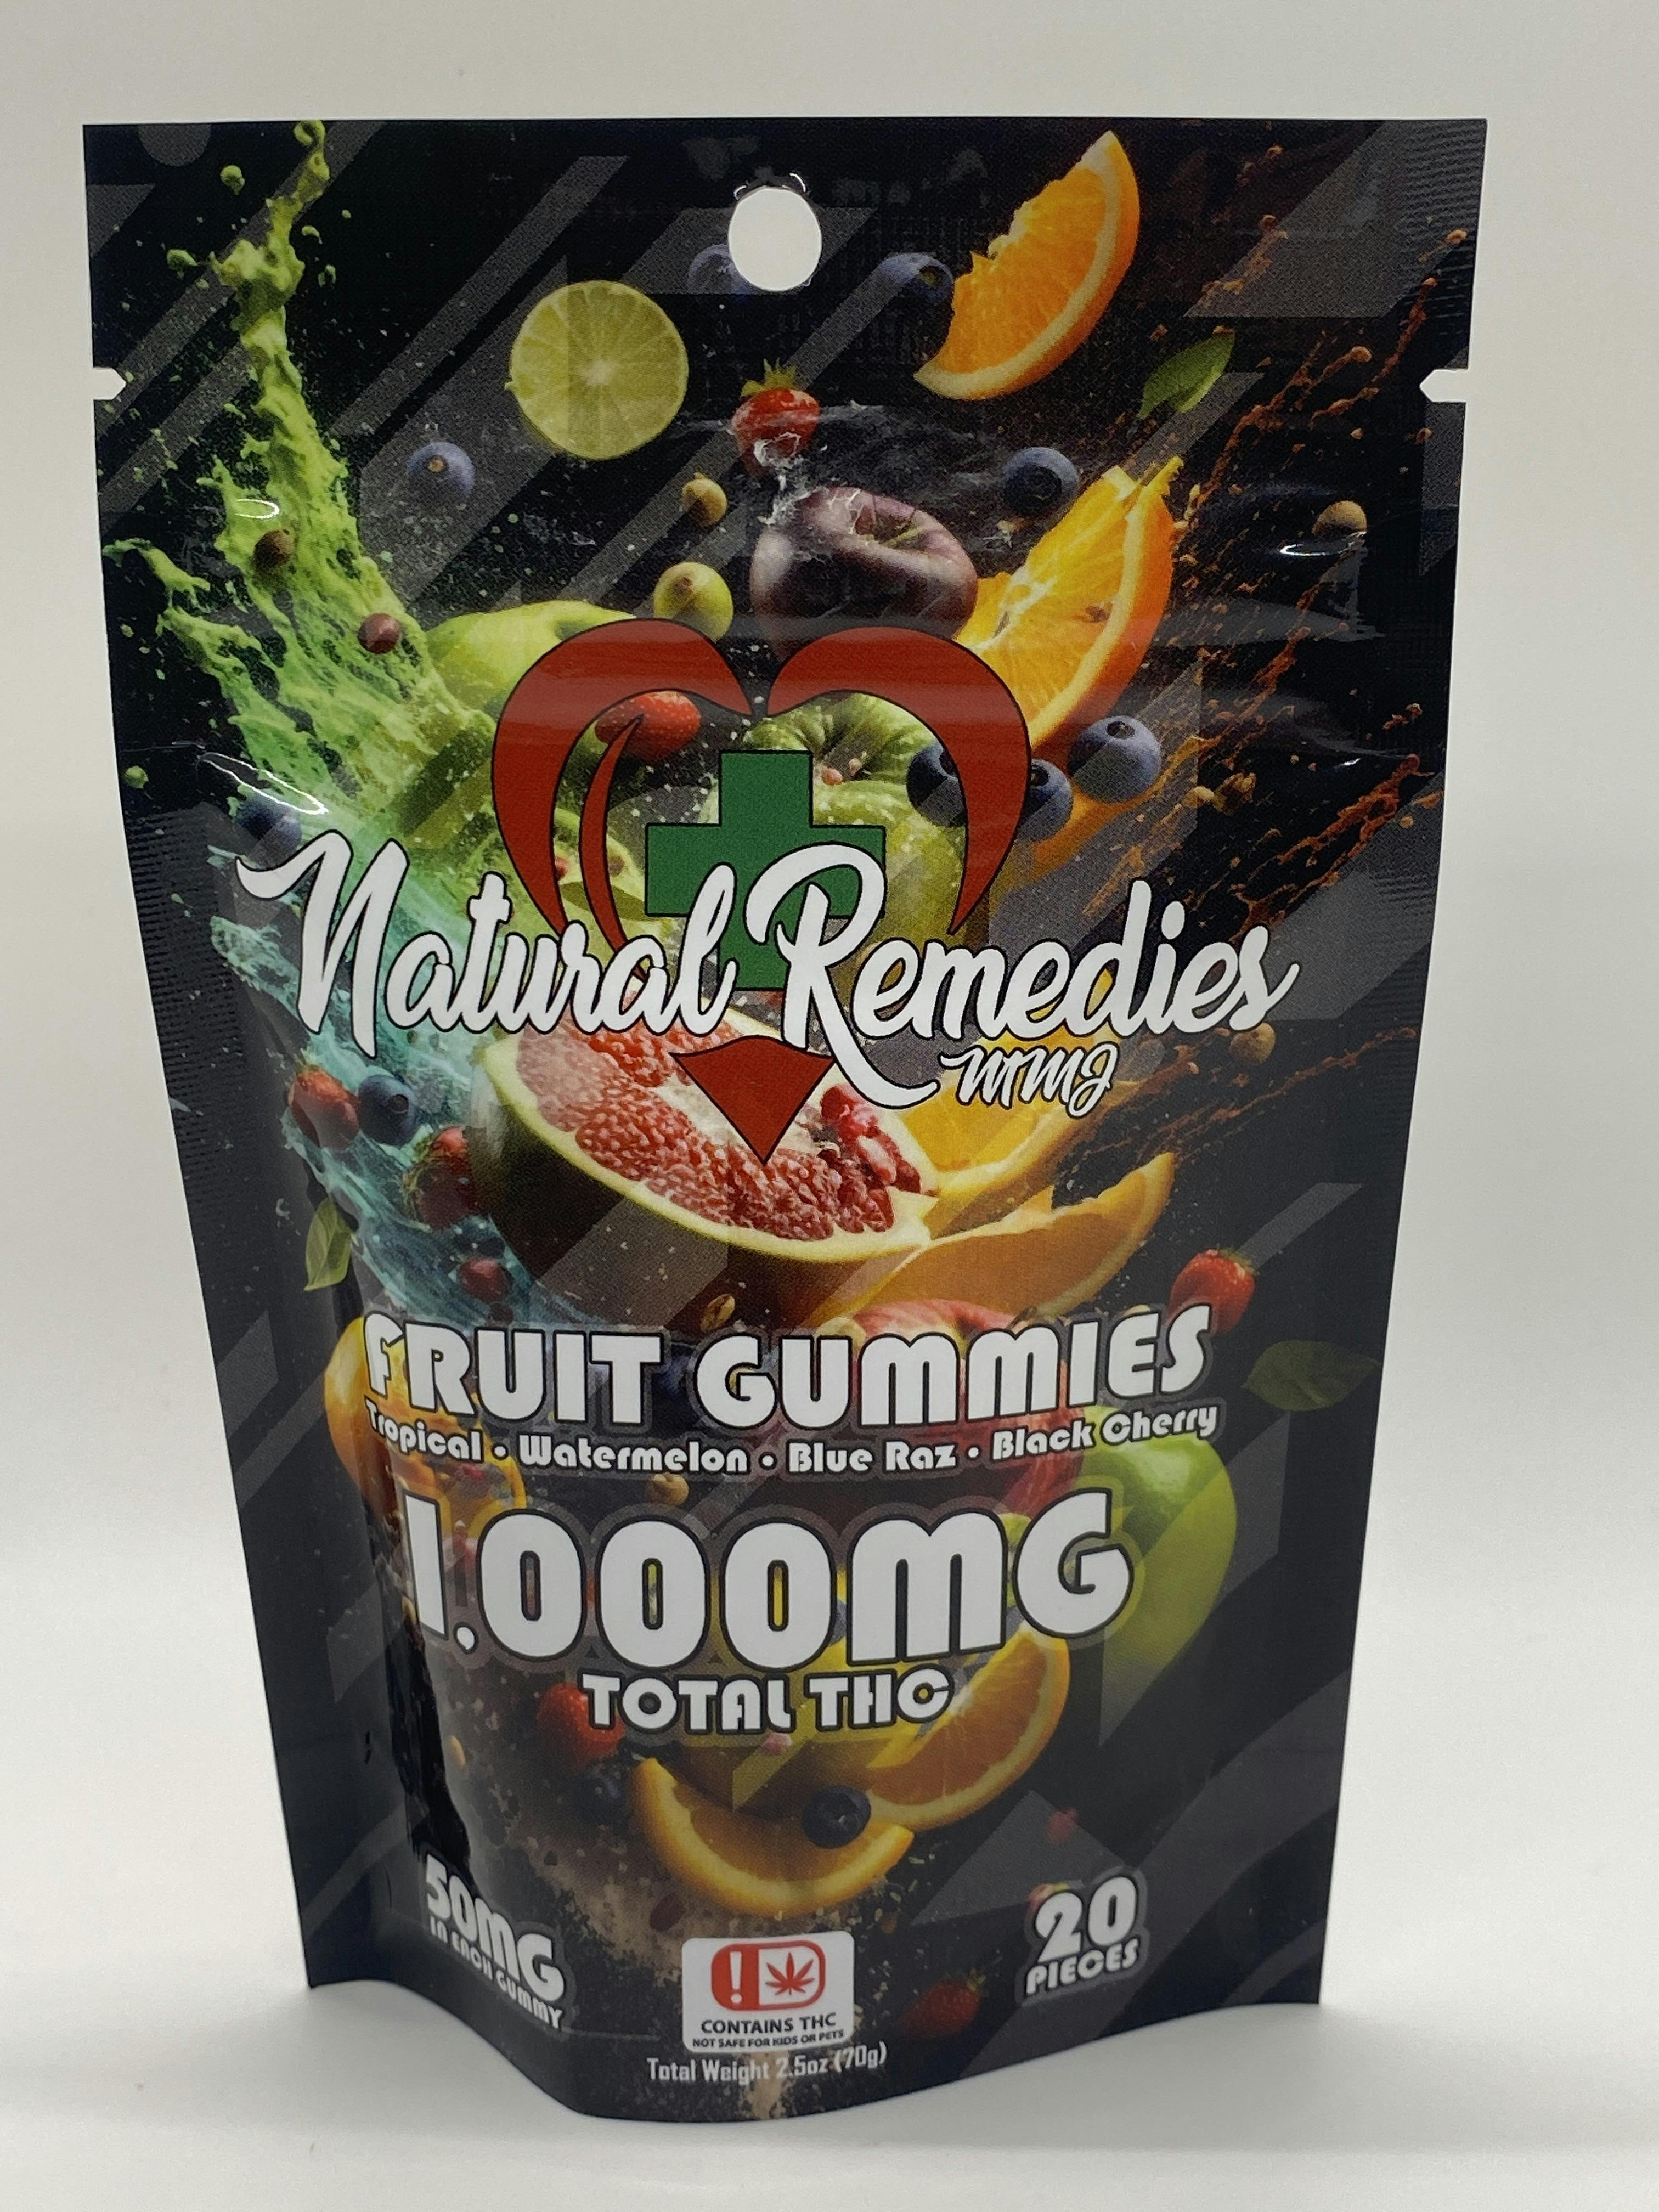 Natural Remedies
MMJ
FRUIT GUMMIES
Tropical • Watermelon • Blue Raz • Black Cherry
1,000MG
TOTAL THC
50MG
IN EACH GUMMY
20
PIECES
!
CONTAINS THC
NOT SAFE FOR KIDS OR PETS
Total Weight 2.5oz (70g)